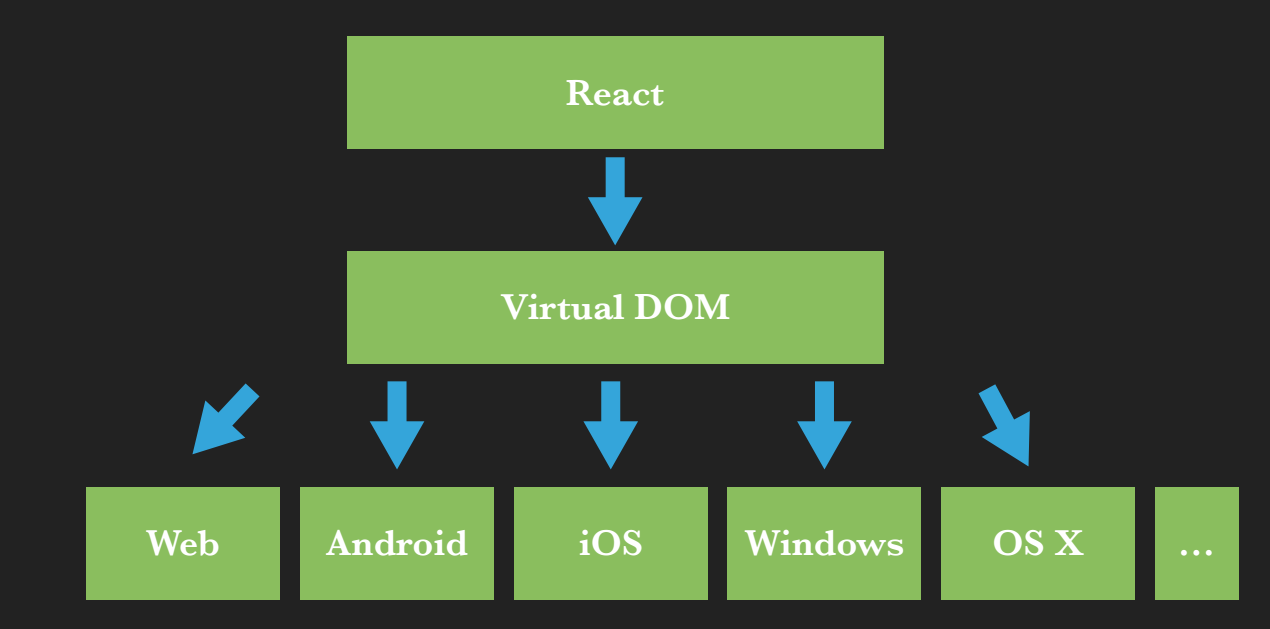 React
Virtual DOM
Web
Android
iOS
Windows
OS X
...